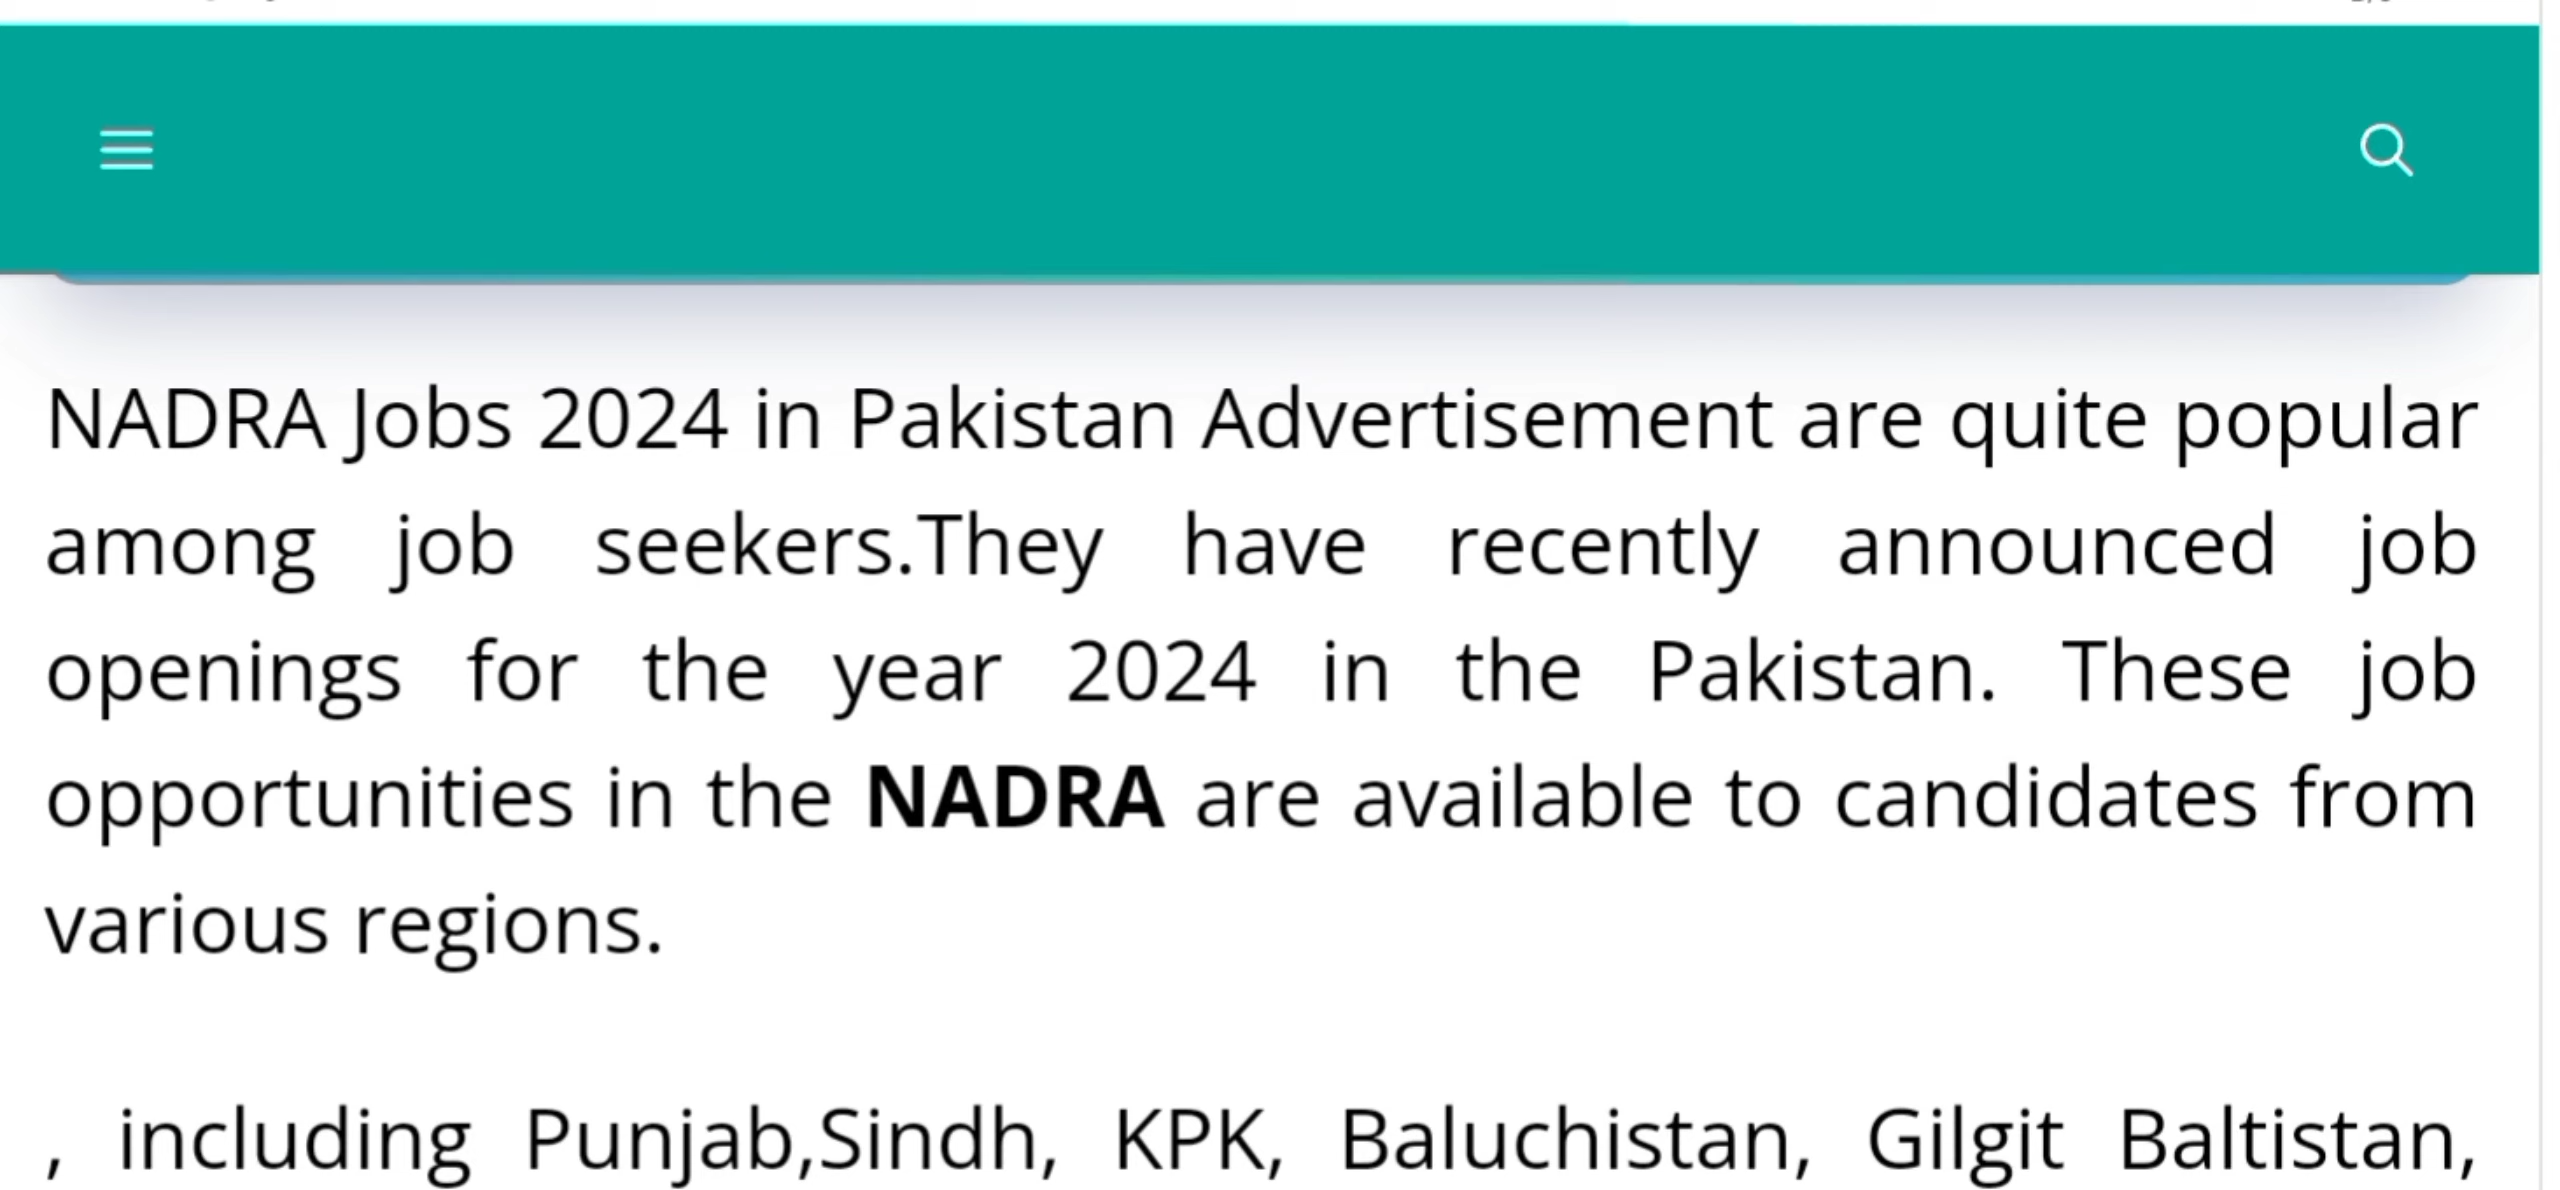 NADRA Jobs 2024 in Pakistan Advertisement are quite popular
among job seekers.They have recently announced job
openings for the year 2024 in the Pakistan. These job
opportunities in the NADRA are available to candidates from
various regions.
, including Punjab,Sindh, KPK, Baluchistan, Gilgit Baltistan,